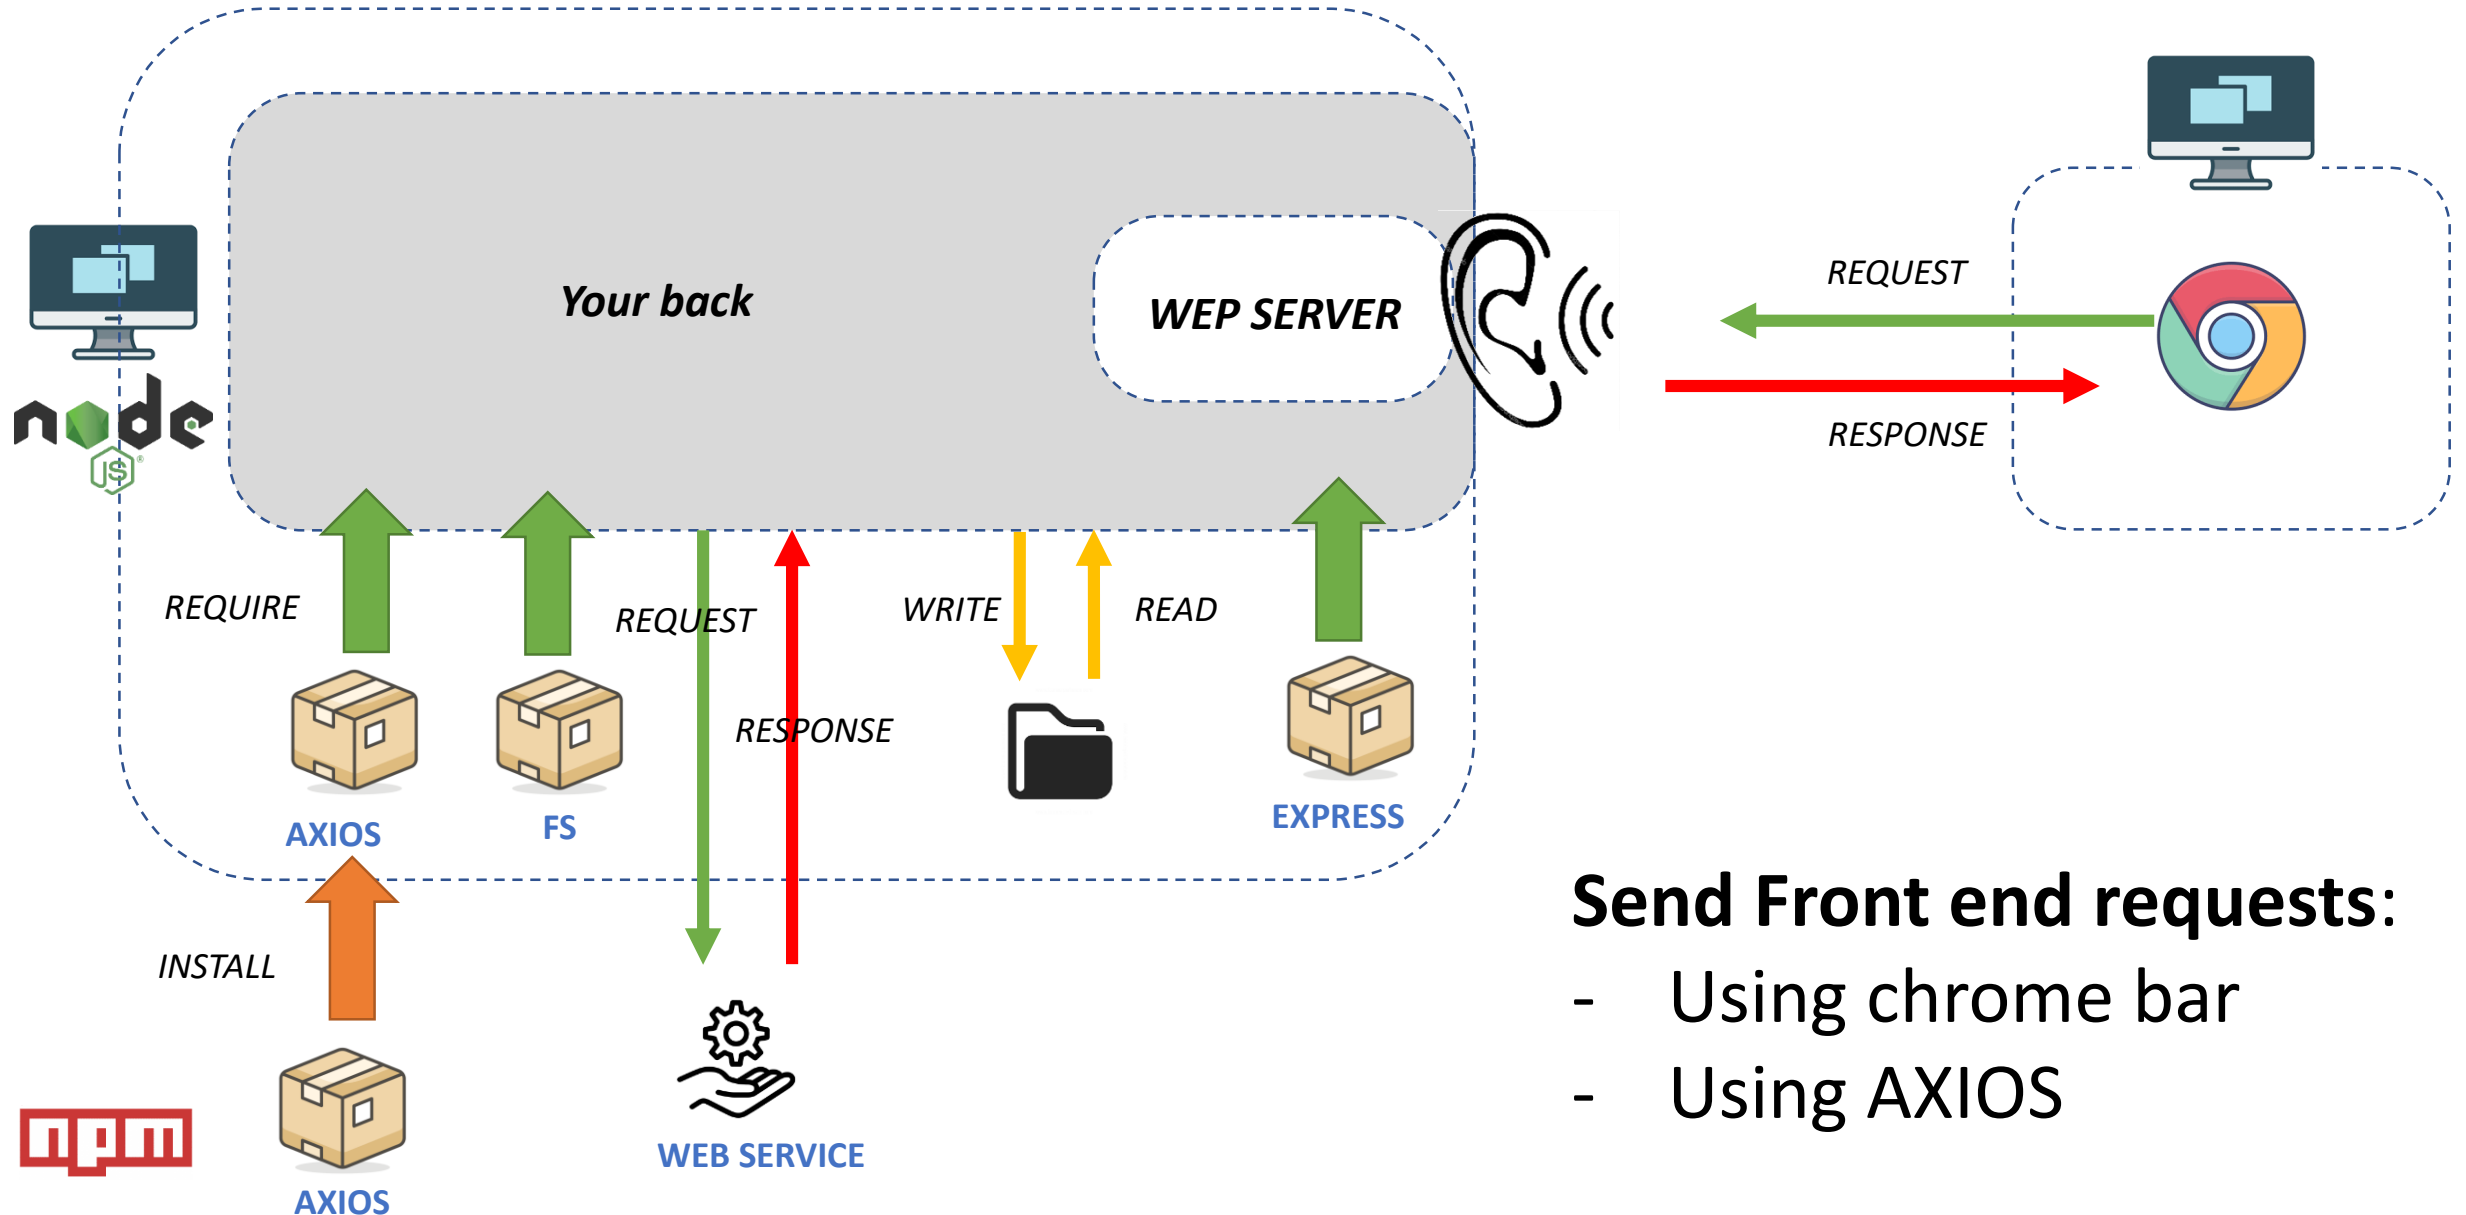 Your back
WEP SERVER
REQUEST
RESPONSE
node
JS
REQUIRE
REQUEST
WRITE
READ
RESPONSE
AXIOS
FS
EXPRESS
INSTALL
Send Front end requests:
- Using chrome bar
- Using AXIOS
npm
WEB SERVICE
AXIOS